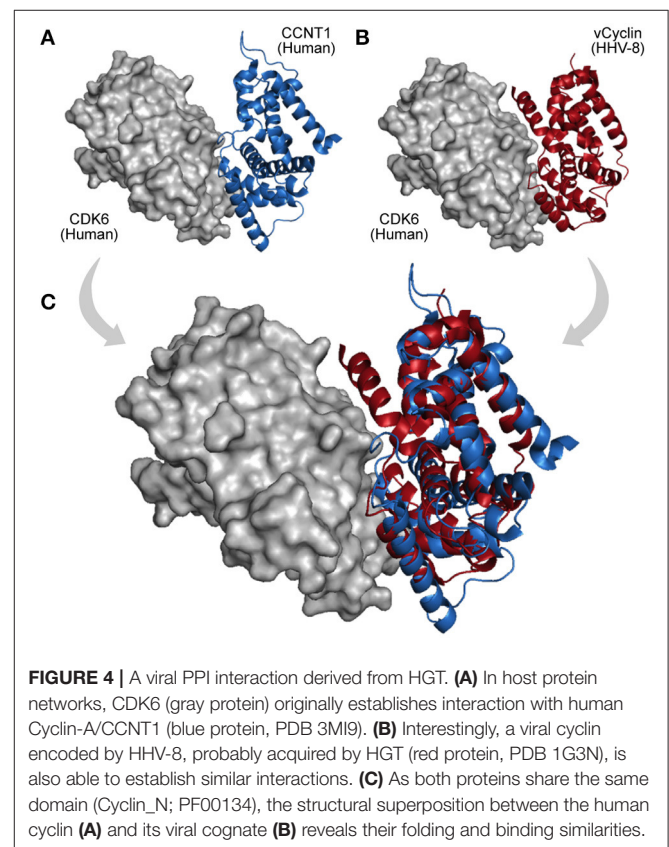 A
CCNT1
(Human)
B
vCyclin
(HHV-8)
CDK6
(Human)
CDK6
(Human)
C
FIGURE 4 | A viral PPI interaction derived from HGT. (A) In host protein
networks, CDK6 (gray protein) originally establishes interaction with human
Cyclin-A/CCNT1 (blue protein, PDB 3MI9). (B) Interestingly, a viral cyclin
encoded by HHV-8, probably acquired by HGT (red protein, PDB 1G3N), is
also able to establish similar interactions. (C) As both proteins share the same
domain (Cyclin_N; PF00134), the structural superposition between the human
cyclin (A) and its viral cognate (B) reveals their folding and binding similarities.